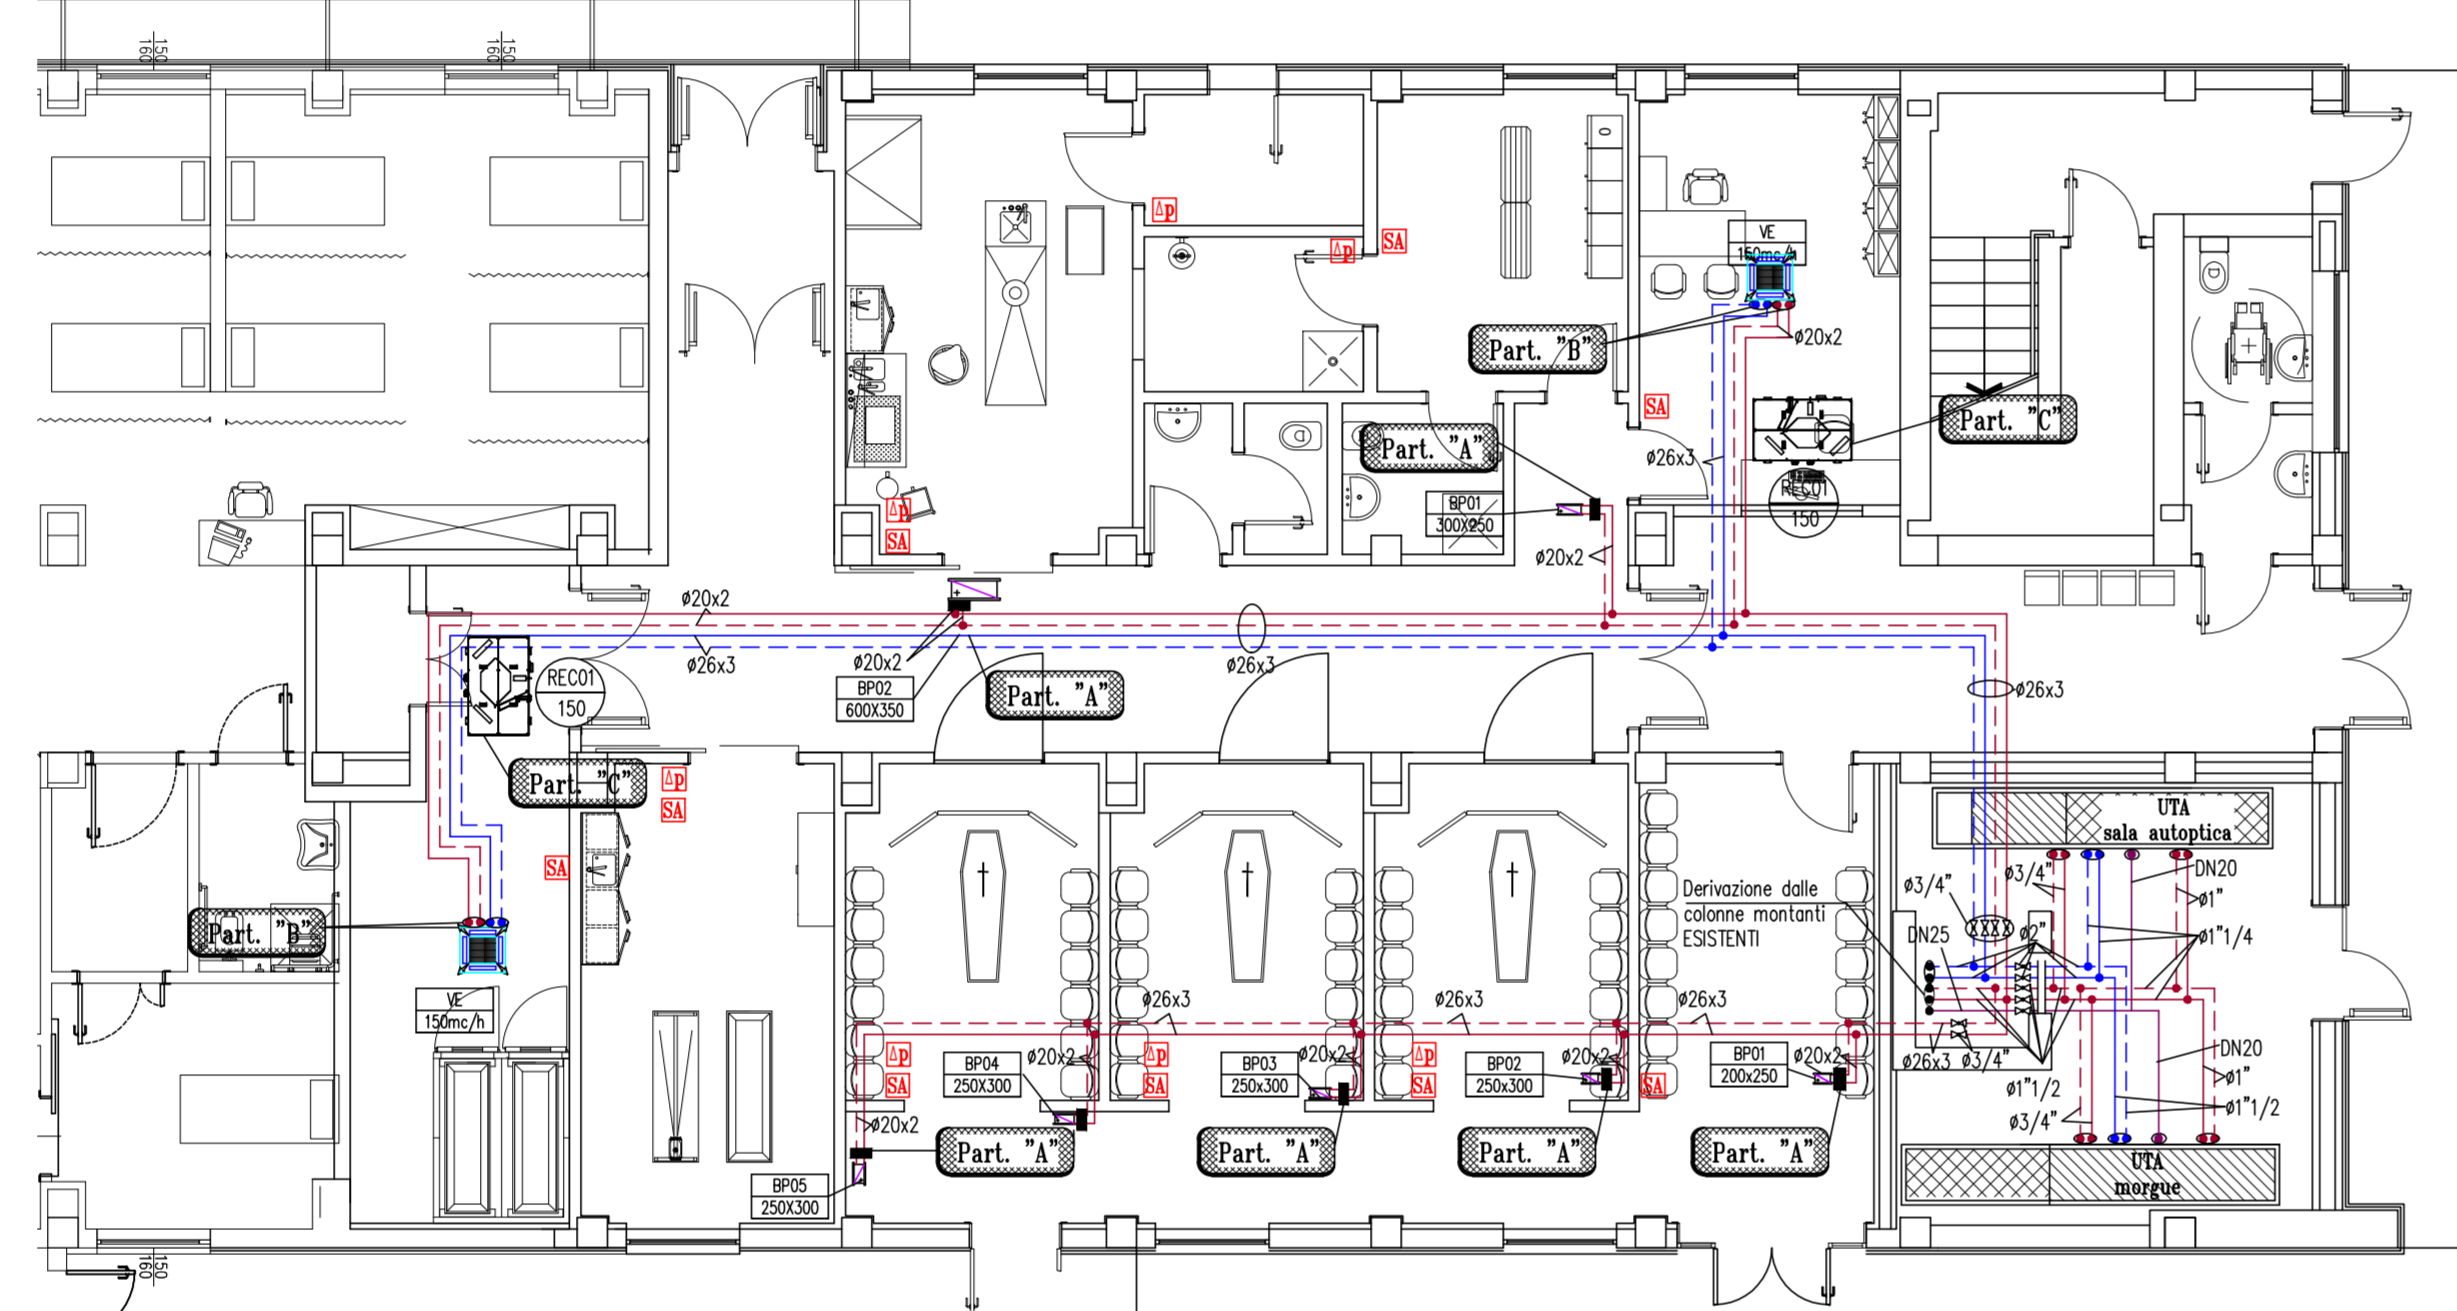 150
160
150
160
Δp
Δp
SA
VE
150mc/h
Part. "B"
ø20x2
SA
Part. "A"
Part. "C"
ø26x3
BP01
300X250
REC01
150
Δp
SA
ø20x2
ø20x2
ø26x3
ø20x2
ø26x3
BP02
600X350
Part. "A"
REC01
150
ø26x3
Part. "C"
Δp
SA
SA
UTA
sala autoptica
Derivazione dalle
colonne montanti
ESISTENTI
ø3/4"
ø3/4"
DN20
ø1"
DN25
ø2"
ø1"1/4
Part. "B"
VE
150mc/h
ø26x3
ø26x3
ø26x3
Δp
SA
BP04
250X300
ø20x2
Δp
SA
BP03
250x300
ø20x2
Δp
SA
BP02
250x300
ø20x2
SA
BP01
200x250
ø20x2
ø26x3
ø3/4"
DN20
ø1"
ø1"1/2
ø1"1/2
ø3/4"
ø20x2
Part. "A"
Part. "A"
Part. "A"
Part. "A"
BP05
250X300
UTA
morgue
150
160